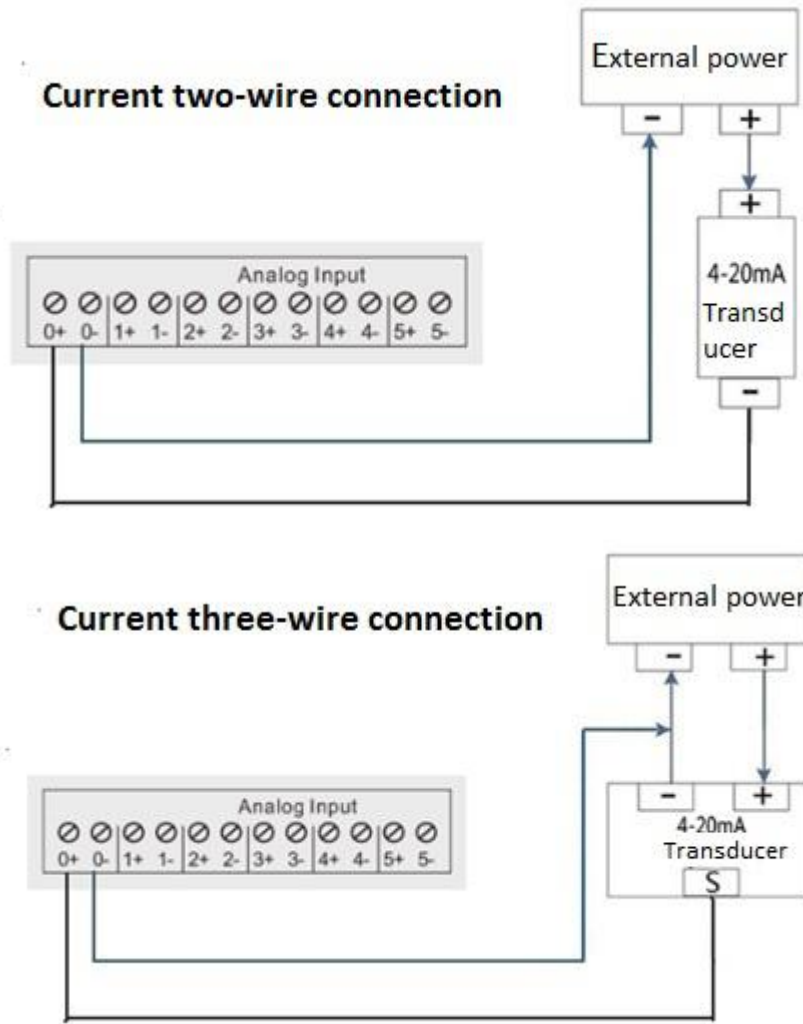 External power
Current two-wire connection
- +
+
Analog Input
4-20mA
0+ 0- 1+ 1- 2+ 2- 3+ 3- 4+ 4- 5+ 5-
Transd
ucer
-
External power
Current three-wire connection
- +
- +
Analog Input
4-20mA
0+ 0- 1+ 1- 2+ 2- 3+ 3- 4+ 4- 5+ 5-
Transducer
S